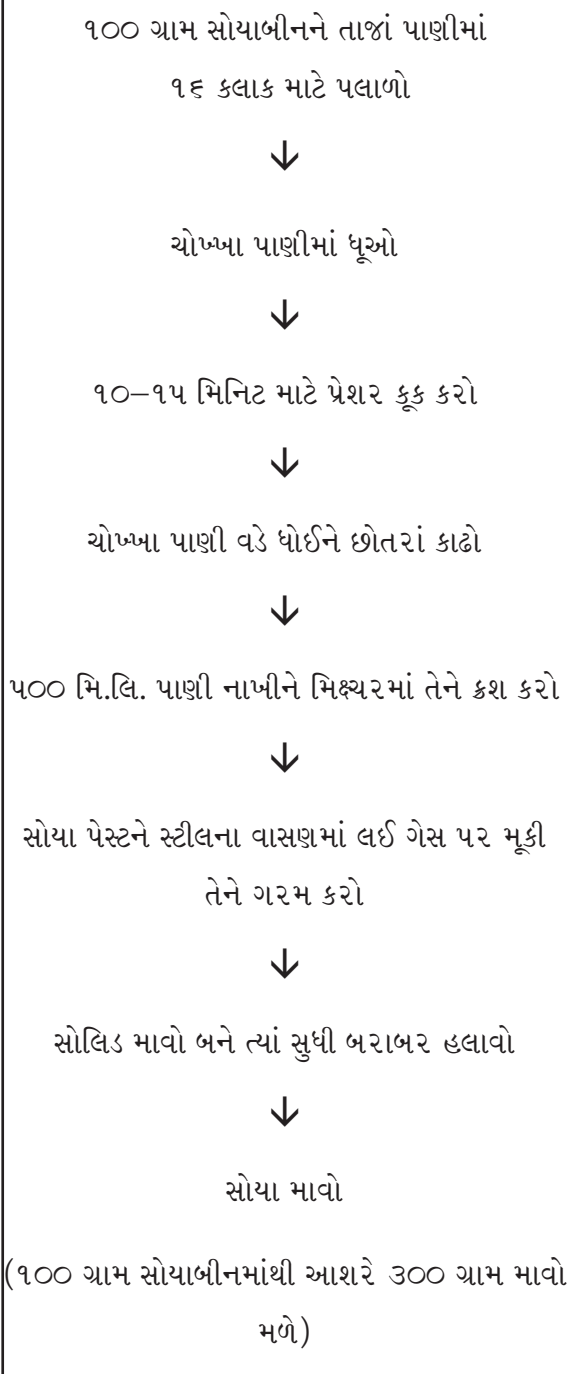 ૧૦૦ ગ્રામ સોયાબીનને તાજાં પાણીમાં
૧૬ કલાક માટે પલાળો
↓
ચોખ્ખા પાણીમાં ધૂઓ
↓
૧૦–૧૫ મિનિટ માટે પ્રેશર કૂક કરો
↓
ચોખ્ખા પાણી વડે ધોઈને છોતરાં કાઢો
↓
૫૦૦ મિ.લિ. પાણી નાખીને મિક્ષ્ચરમાં તેને ક્રશ કરો
↓
સોયા પેસ્ટને સ્ટીલના વાસણમાં લઈ ગેસ પર મૂકી
તેને ગરમ કરો
↓
સોલિડ માવો બને ત્યાં સુધી બરાબર હલાવો
↓
સોયા માવો
(૧૦૦ ગ્રામ સોયાબીનમાંથી આશરે ૩૦૦ ગ્રામ માવો
મળે)